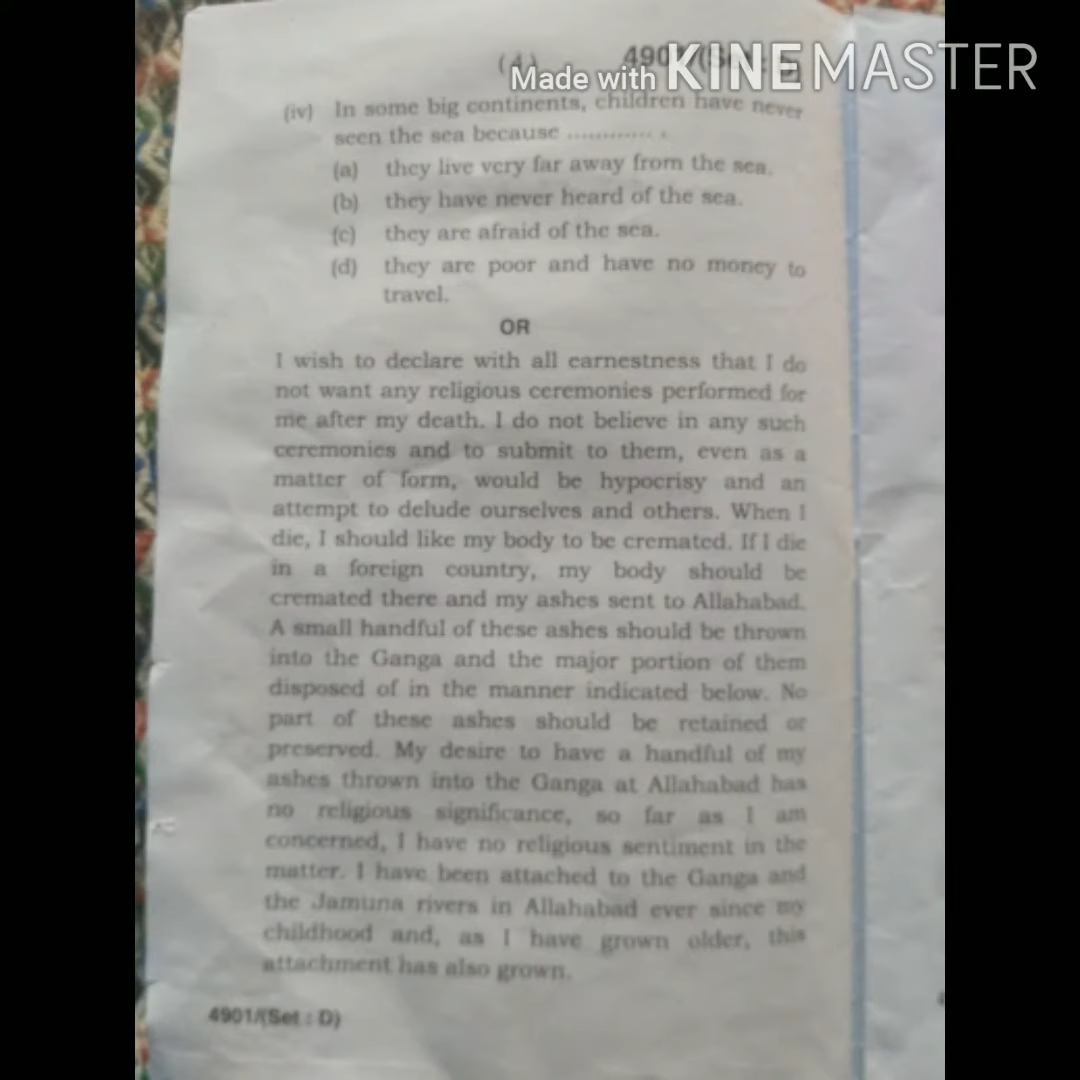 (4) 4901/(Set : D)
Made with KINEMASTER
(iv) In some big continents, children have never
seen the sea because ............ .
(a) they live very far away from the sea.
(b) they have never heard of the sea.
(c) they are afraid of the sea.
(d) they are poor and have no money to
travel.
OR
I wish to declare with all earnestness that I do
not want any religious ceremonies performed for
me after my death. I do not believe in any such
ceremonies and to submit to them, even as a
matter of form, would be hypocrisy and an
attempt to delude ourselves and others. When I
die, I should like my body to be cremated. If I die
in a foreign country, my body should be
cremated there and my ashes sent to Allahabad.
A small handful of these ashes should be thrown
into the Ganga and the major portion of them
disposed of in the manner indicated below. No
part of these ashes should be retained or
preserved. My desire to have a handful of my
ashes thrown into the Ganga at Allahabad has
no religious significance, so far as I am
concerned, I have no religious sentiment in the
matter. I have been attached to the Ganga and
the Jamuna rivers in Allahabad ever since my
childhood and, as I have grown older, this
attachment has also grown.
4901/(Set : D)